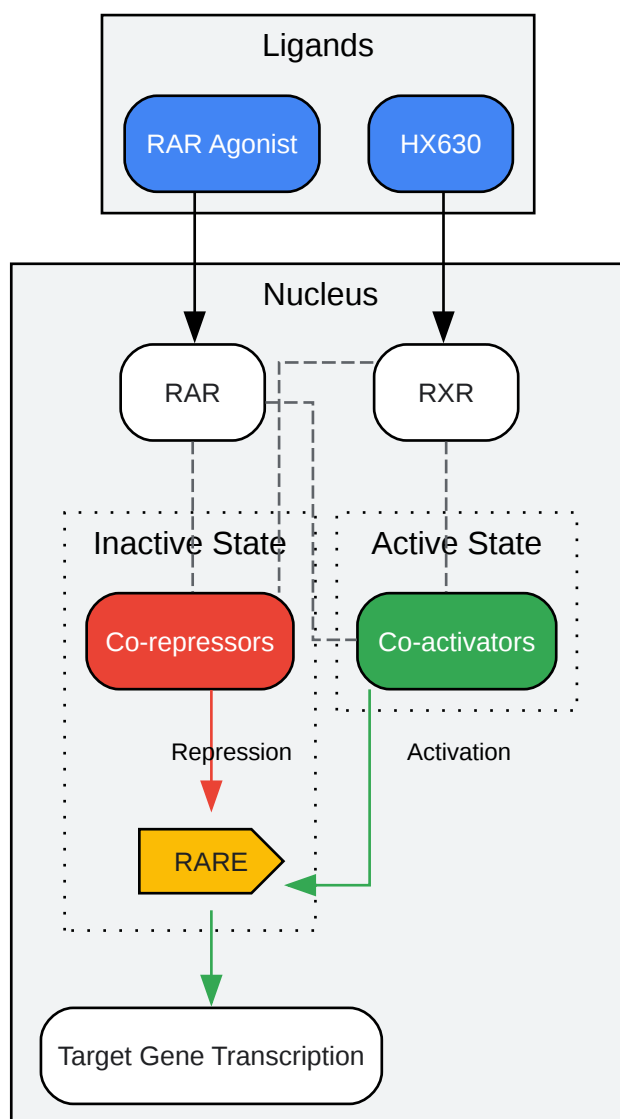 Ligands
RAR Agonist
HX630
Nucleus
RAR
RXR
Inactive State
Active State
Co-repressors
Co-activators
Repression
Activation
RARE
Target Gene Transcription